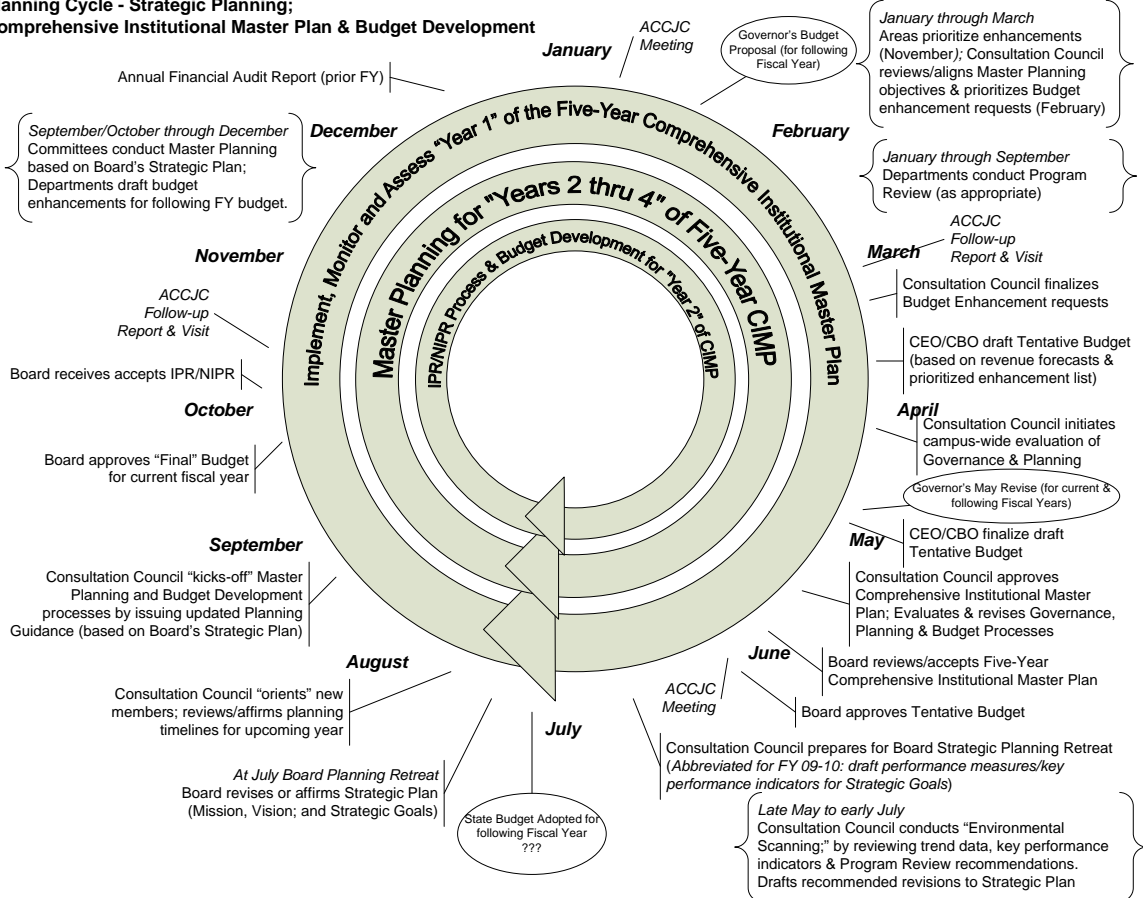 lanning Cycle - Strategic Planning;
omprehensive Institutional Master Plan & Budget Development
January
ACCJC
Meeting
Governor's Budget
Proposal (for following
Fiscal Year)
January through March
Areas prioritize enhancements
(November); Consultation Council
reviews/aligns Master Planning
objectives & prioritizes Budget
enhancement requests (February)
February
January through September
Departments conduct Program
Review (as appropriate)
ACCJC
Follow-up
Report & Visit
March
Consultation Council finalizes
Budget Enhancement requests
CEO/CBO draft Tentative Budget
(based on revenue forecasts &
prioritized enhancement list)
April
Consultation Council initiates
campus-wide evaluation of
Governance & Planning
Governor's May Revise (for current &
following Fiscal Years)
May
CEO/CBO finalize draft
Tentative Budget
Consultation Council approves
Comprehensive Institutional Master
Plan; Evaluates & revises Governance,
Planning & Budget Processes
June
Board reviews/accepts Five-Year
Comprehensive Institutional Master Plan
ACCJC
Meeting
Board approves Tentative Budget
Consultation Council prepares for Board Strategic Planning Retreat
(Abbreviated for FY 09-10: draft performance measures/key
performance indicators for Strategic Goals)
Late May to early July
Consultation Council conducts "Environmental
Scanning;" by reviewing trend data, key performance
indicators & Program Review recommendations.
Drafts recommended revisions to Strategic Plan
July
State Budget Adopted for
following Fiscal Year
???
At July Board Planning Retreat
Board revises or affirms Strategic Plan
(Mission, Vision; and Strategic Goals)
August
Consultation Council "orients" new
members; reviews/affirms planning
timelines for upcoming year
September
Consultation Council "kicks-off" Master
Planning and Budget Development
processes by issuing updated Planning
Guidance (based on Board's Strategic Plan)
Board approves "Final" Budget
for current fiscal year
October
Board receives accepts IPR/NIPR
ACCJC
Follow-up
Report & Visit
November
September/October through December
Committees conduct Master Planning
based on Board's Strategic Plan;
Departments draft budget
enhancements for following FY budget.
December
Annual Financial Audit Report (prior FY)
Implement, Monitor and Assess "Year 1" of the Five-Year Comprehensive Institutional Master Plan
Master Planning for "Years 2 thru 4" of Five-Year CIMP
IPR/NIPR Process & Budget Development for "Year 2" of CIMP